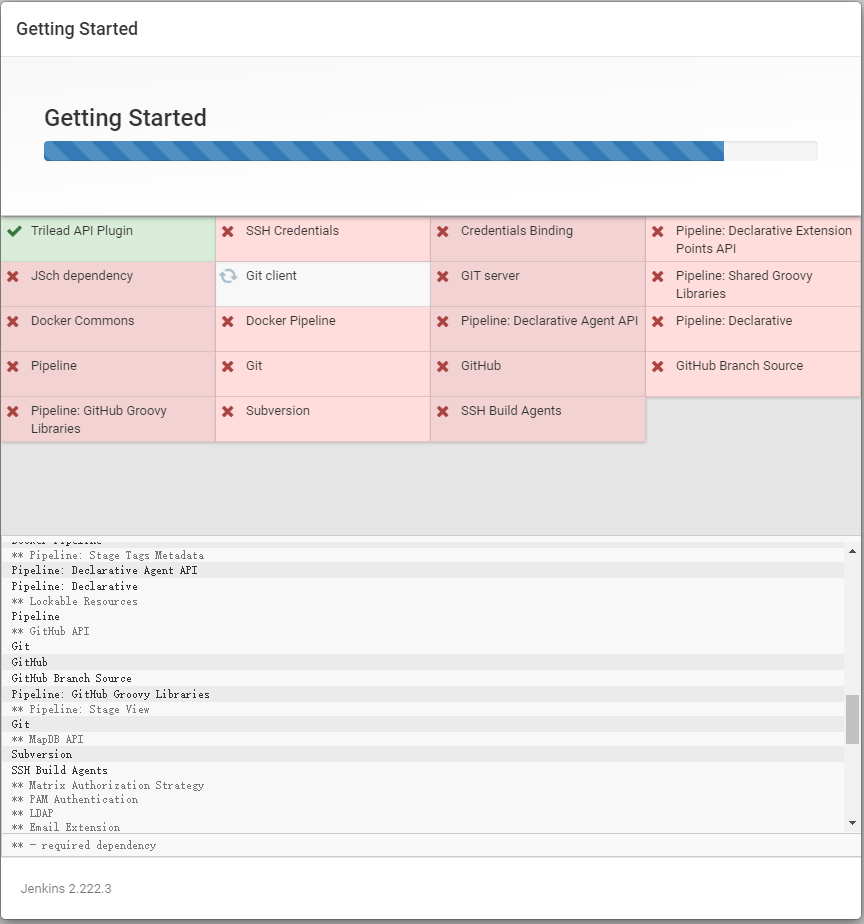 Getting Started
Getting Started
Trilead API Plugin
SSH Credentials
Credentials Binding
Pipeline: Declarative Extension
Points API
JSch dependency
Git client
GIT server
Pipeline: Shared Groovy
Libraries
Docker Commons
Docker Pipeline
Pipeline: Declarative Agent API
Pipeline: Declarative
Pipeline
Git
GitHub
GitHub Branch Source
Pipeline: GitHub Groovy
Libraries
Subversion
SSH Build Agents
Docker Pipeline
** Pipeline: Stage Tags Metadata
Pipeline: Declarative Agent API
Pipeline: Declarative
** Lockable Resources
Pipeline
** GitHub API
Git
GitHub
GitHub Branch Source
Pipeline: GitHub Groovy Libraries
** Pipeline: Stage View
Git
** MapDB API
Subversion
SSH Build Agents
** Matrix Authorization Strategy
** PAM Authentication
** LDAP
** Email Extension
** - required dependency
Jenkins 2.222.3